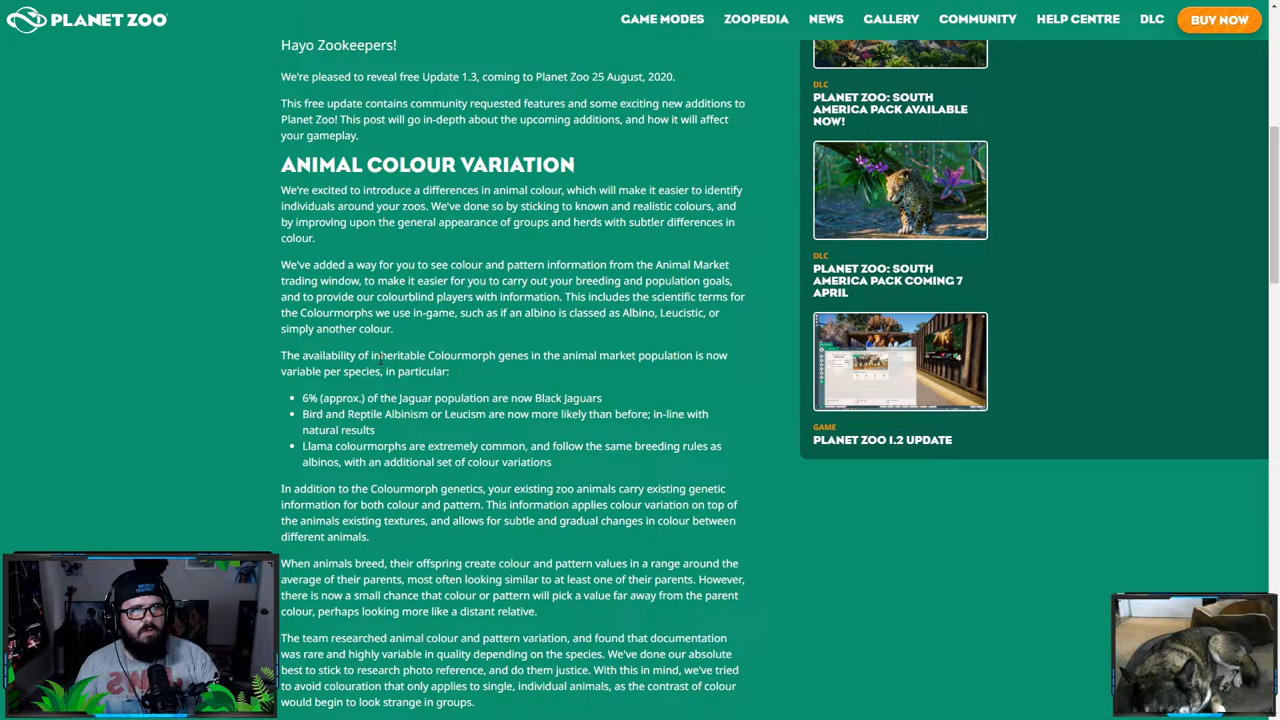 PLANET ZOO
GAME MODES
ZOOPEDIA
NEWS
GALLERY
COMMUNITY
HELP CENTRE
DLC
BUY NOW
Hayo Zookeepers!
We're pleased to reveal free Update 1.3, coming to Planet Zoo 25 August, 2020.
This free update contains community requested features and some exciting new additions to
Planet Zoo! This post will go in-depth about the upcoming additions, and how it will affect
your gameplay.
ANIMAL COLOUR VARIATION
We're excited to introduce a differences in animal colour, which will make it easier to identify
individuals around your zoos. We've done so by sticking to known and realistic colours, and
by improving upon the general appearance of groups and herds with subtler differences in
colour.
We've added a way for you to see colour and pattern information from the Animal Market
trading window, to make it easier for you to carry out your breeding and population goals,
and to provide our colourblind players with information. This includes the scientific terms for
the Colourmorphs we use in-game, such as if an albino is classed as Albino, Leucistic, or
simply another colour.
The availability of inheritable Colourmorph genes in the animal market population is now
variable per species, in particular:
• 6% (approx.) of the Jaguar population are now Black Jaguars
• Bird and Reptile Albinism or Leucism are now more likely than before; in-line with
natural results
• Llama colourmorphs are extremely common, and follow the same breeding rules as
albinos, with an additional set of colour variations
In addition to the Colourmorph genetics, your existing zoo animals carry existing genetic
information for both colour and pattern. This information applies colour variation on top of
the animals existing textures, and allows for subtle and gradual changes in colour between
different animals.
When animals breed, their offspring create colour and pattern values in a range around the
average of their parents, most often looking similar to at least one of their parents. However,
there is now a small chance that colour or pattern will pick a value far away from the parent
colour, perhaps looking more like a distant relative.
The team researched animal colour and pattern variation, and found that documentation
was rare and highly variable in quality depending on the species. We've done our absolute
best to stick to research photo reference, and do them justice. With this in mind, we've tried
to avoid colouration that only applies to single, individual animals, as the contrast of colour
would begin to look strange in groups.
DLC
PLANET ZOO: SOUTH
AMERICA PACK AVAILABLE
NOW!
DLC
PLANET ZOO: SOUTH
AMERICA PACK COMING 7
APRIL
GAME
PLANET ZOO 1.2 UPDATE